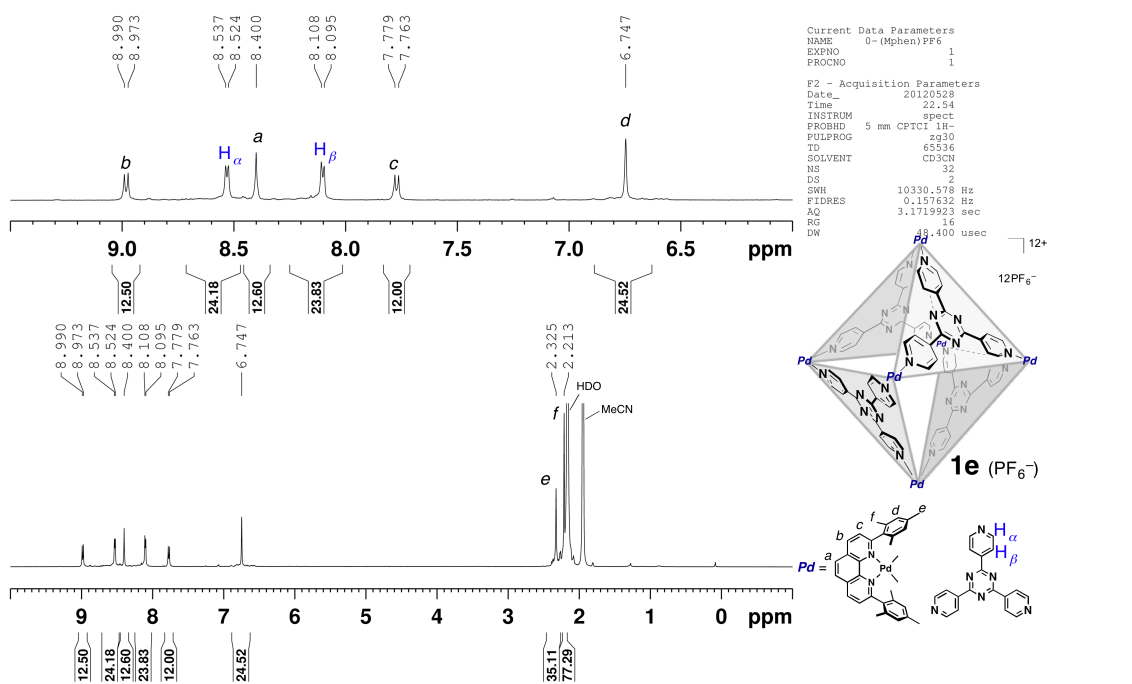 8.990
8.973
8.537
8.524
8.400
8.108
8.095
7.779
7.763
6.747
b
Hα
a
Hβ
c
d
9.0 8.5 8.0 7.5 7.0 6.5 ppm
12.50
24.18
12.60
23.83
12.00
24.52
8.990
8.973
8.537
8.524
8.400
8.108
8.095
7.779
7.763
6.747
2.325
2.213
HDO
MeCN
f
e
9 8 7 6 5 4 3 2 1 0 ppm
12.50
24.18
12.60
23.83
12.00
24.52
35.11
77.29
Current Data Parameters
NAME 0-(Mphen)PF6
EXPNO 1
PROCNO 1
F2 - Acquisition Parameters
Date_ 20120528
Time 22.54
INSTRUM spect
PROBHD 5 mm CPTCI 1H-
PULPROG zg30
TD 65536
SOLVENT CD3CN
NS 32
DS 2
SWH 10330.578 Hz
FIDRES 0.157632 Hz
AQ 3.1719923 sec
RG 16
DW 48.400 usec
12+
12PF6−
Pd
N
N
N
N
N
N
N
N
N
N
N
Pd
N
N
N
Pd
Pd
Pd
N
N
N
N
N
N
N
N
N
N
Pd
1e (PF6−)
Pd =
a
b
c
f
d
e
N
N
Pd
N
Hα
Hβ
N
N
N
N
N